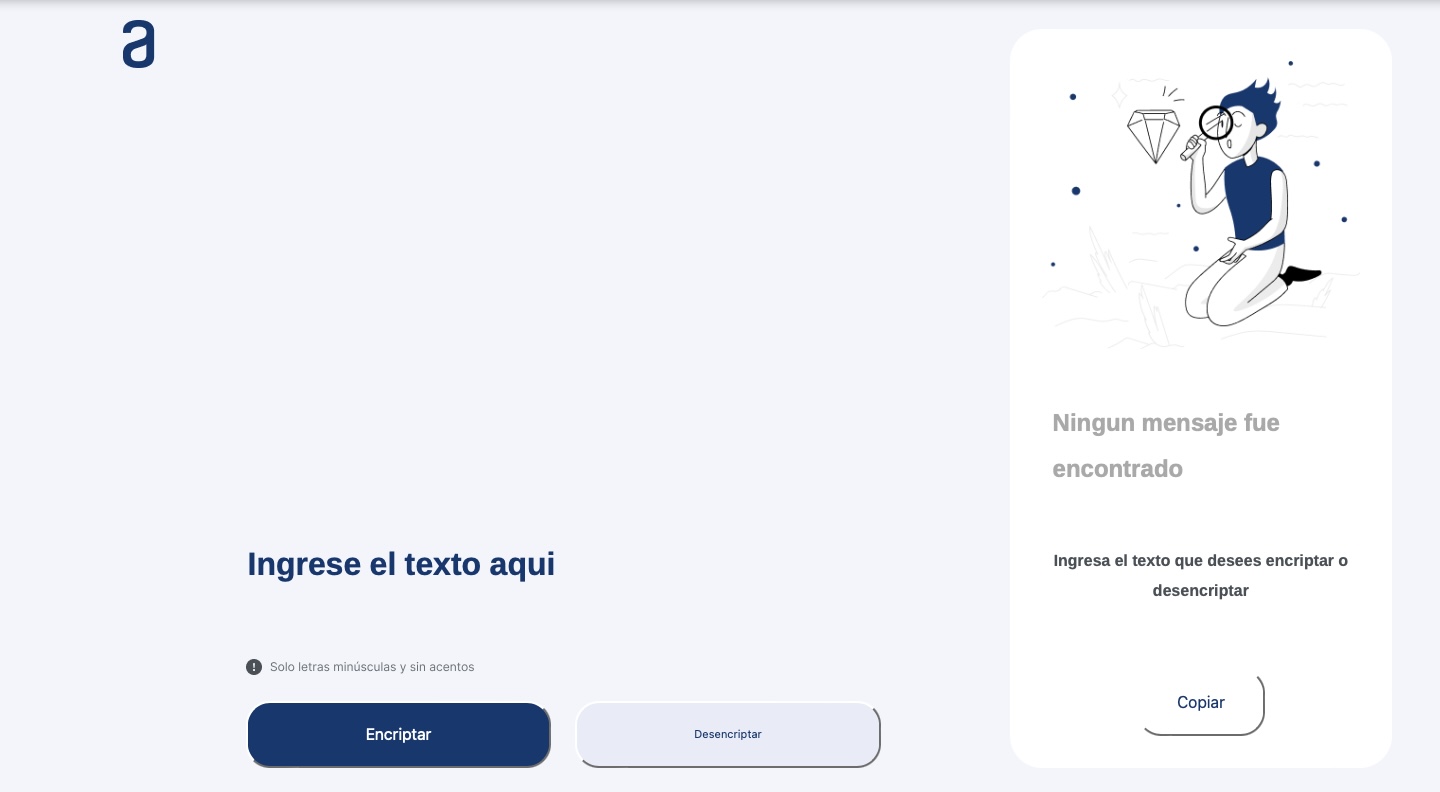 a
Ningun mensaje fue
encontrado
Ingrese el texto aqui
Ingresa el texto que desees encriptar o
desencriptar
! Solo letras minúsculas y sin acentos
Encriptar
Desencriptar
Copiar